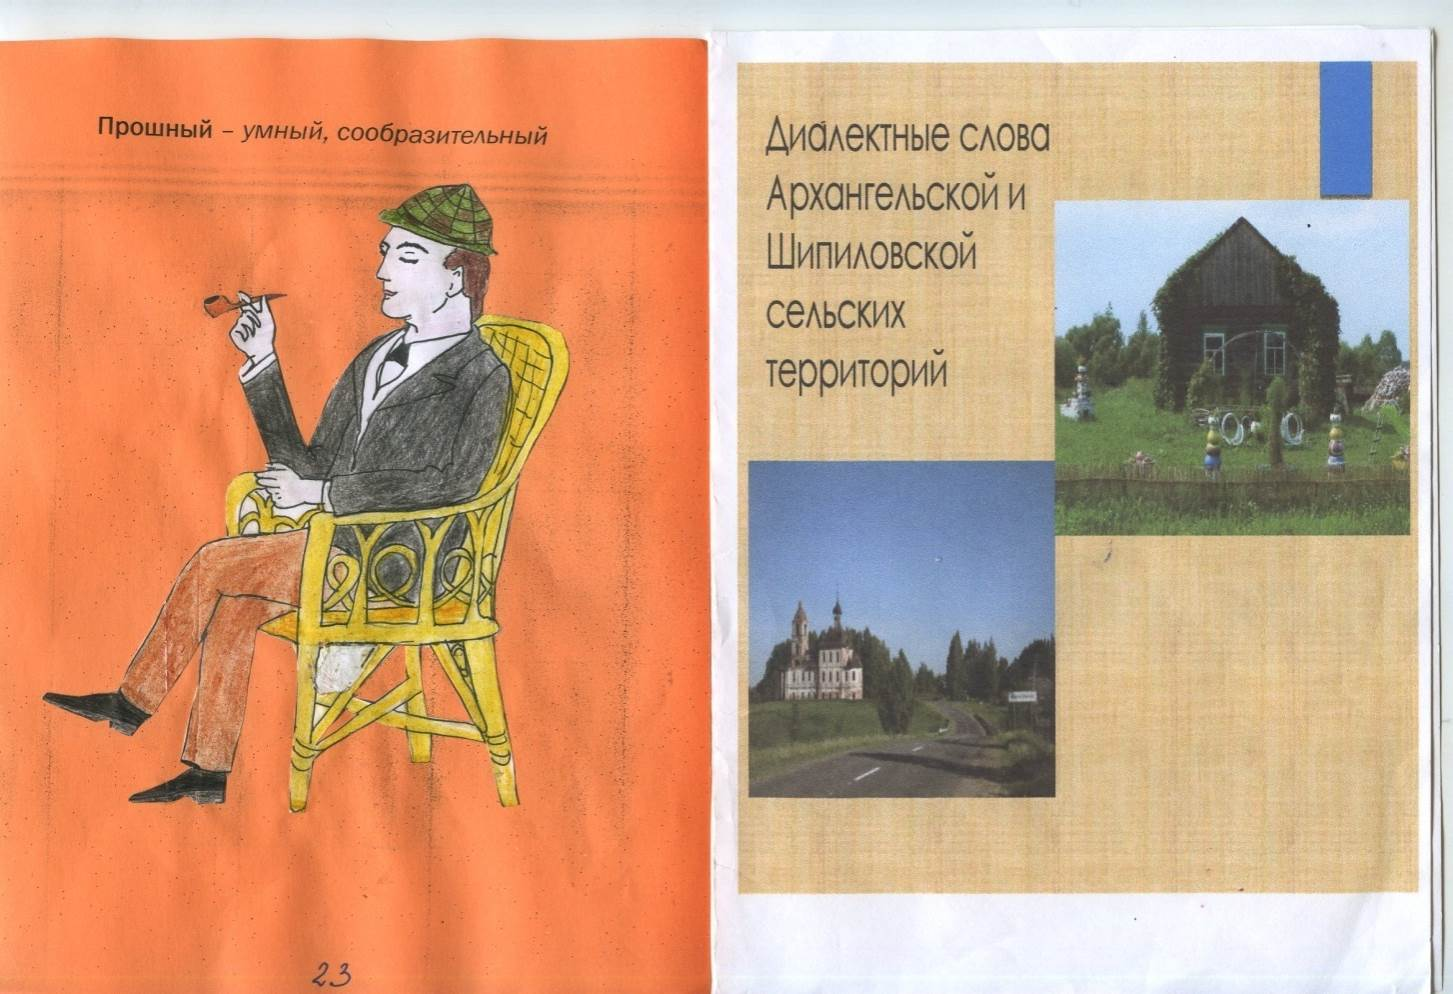 Прошный – умный, сообразительный
23
Диалектные слова
Архангельской и
Шипиловской
сельских
территорий